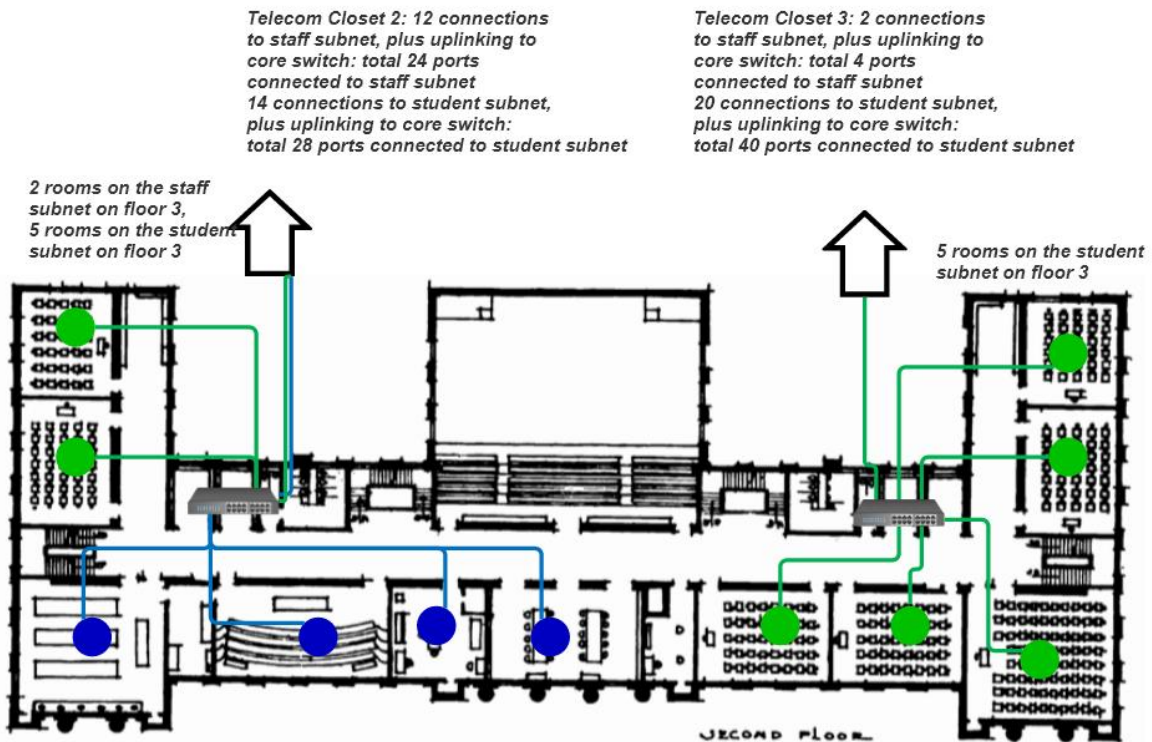 Telecom Closet 2: 12 connections
to staff subnet, plus uplinking to
core switch: total 24 ports
connected to staff subnet
14 connections to student subnet,
plus uplinking to core switch:
total 28 ports connected to student subnet
Telecom Closet 3: 2 connections
to staff subnet, plus uplinking to
core switch: total 4 ports
connected to staff subnet
20 connections to student subnet,
plus uplinking to core switch:
total 40 ports connected to student subnet
2 rooms on the staff
subnet on floor 3,
5 rooms on the student
subnet on floor 3
5 rooms on the student
subnet on floor 3
SECOND FLOOR